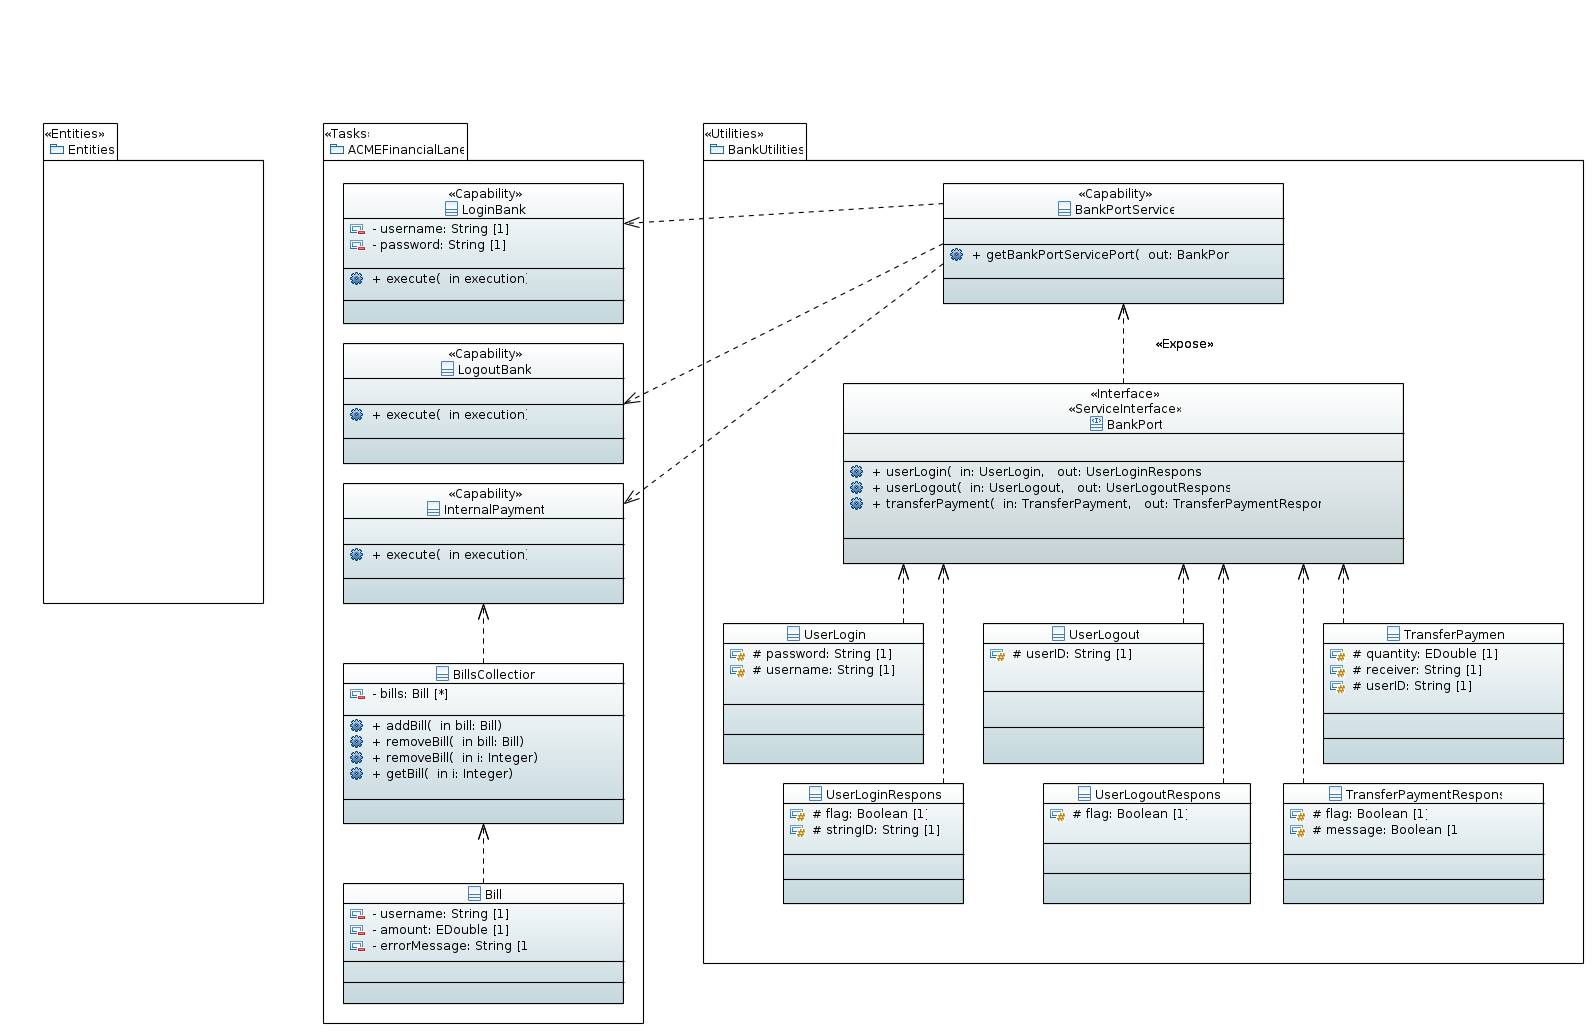 «Entities»
Entities
«Tasks:
ACMEFinancialLane
«Capability»
LoginBank
- username: String [1]
- password: String [1]
+ execute(  in execution)
«Capability»
LogoutBank
+ execute(  in execution)
«Capability»
InternalPayment
+ execute(  in execution)
BillsCollection
- bills: Bill [*]
+ addBill(  in bill: Bill)
+ removeBill(  in bill: Bill)
+ removeBill(  in i: Integer)
+ getBill(  in i: Integer)
Bill
- username: String [1]
- amount: EDouble [1]
- errorMessage: String [1
«Utilities»
BankUtilities
«Capability»
BankPortService
+ getBankPortServicePort(  out: BankPor
«Expose»
«Interface»
«ServiceInterface»
BankPort
+ userLogin(  in: UserLogin,   out: UserLoginRespons
+ userLogout(  in: UserLogout,   out: UserLogoutRespons
+ transferPayment(  in: TransferPayment,   out: TransferPaymentRespor
UserLogin
# password: String [1]
# username: String [1]
UserLogout
# userID: String [1]
TransferPaymen
# quantity: EDouble [1]
# receiver: String [1]
# userID: String [1]
UserLoginRespons
# flag: Boolean [1]
# stringID: String [1]
UserLogoutRespons
# flag: Boolean [1]
TransferPaymentRespons
# flag: Boolean [1]
# message: Boolean [1